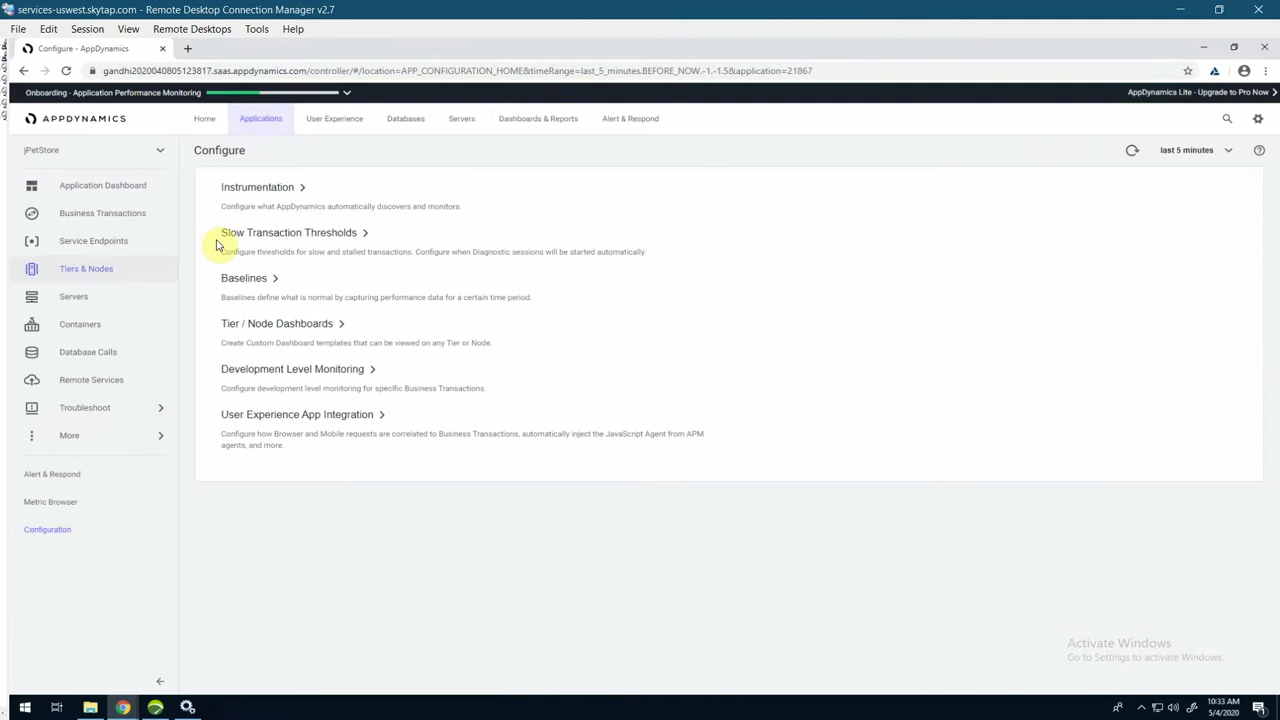 services-uswest.skytap.com - Remote Desktop Connection Manager v2.7
File Edit Session View Remote Desktops Tools Help
Configure - AppDynamics
gandhi2020040805123817.saas.appdynamics.com/controller/#/location=APP_CONFIGURATION_HOME&timeRange=last_5_minutes.BEFORE_NOW.-1.-1.5&application=21867
Onboarding - Application Performance Monitoring
AppDynamics Lite - Upgrade to Pro Now
APPDYNAMICS
Home Applications User Experience Databases Servers Dashboards & Reports Alert & Respond
jPetStore
Configure
last 5 minutes
Application Dashboard
Business Transactions
Service Endpoints
Tiers & Nodes
Servers
Containers
Database Calls
Remote Services
Troubleshoot
More
Alert & Respond
Metric Browser
Configuration
Instrumentation
Configure what AppDynamics automatically discovers and monitors.
Slow Transaction Thresholds
Configure thresholds for slow and stalled transactions. Configure when Diagnostic sessions will be started automatically.
Baselines
Baselines define what is normal by capturing performance data for a certain time period.
Tier / Node Dashboards
Create Custom Dashboard templates that can be viewed on any Tier or Node.
Development Level Monitoring
Configure development level monitoring for specific Business Transactions.
User Experience App Integration
Configure how Browser and Mobile requests are correlated to Business Transactions, automatically inject the JavaScript Agent from APM
agents, and more.
Activate Windows
Go to Settings to activate Windows.
10:33 AM
5/4/2020